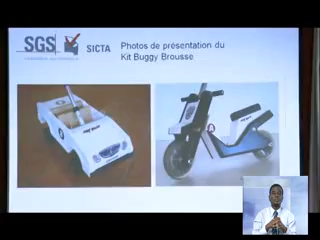 SGS
SICTA
Photos de présentation du
Kit Buggy Brousse